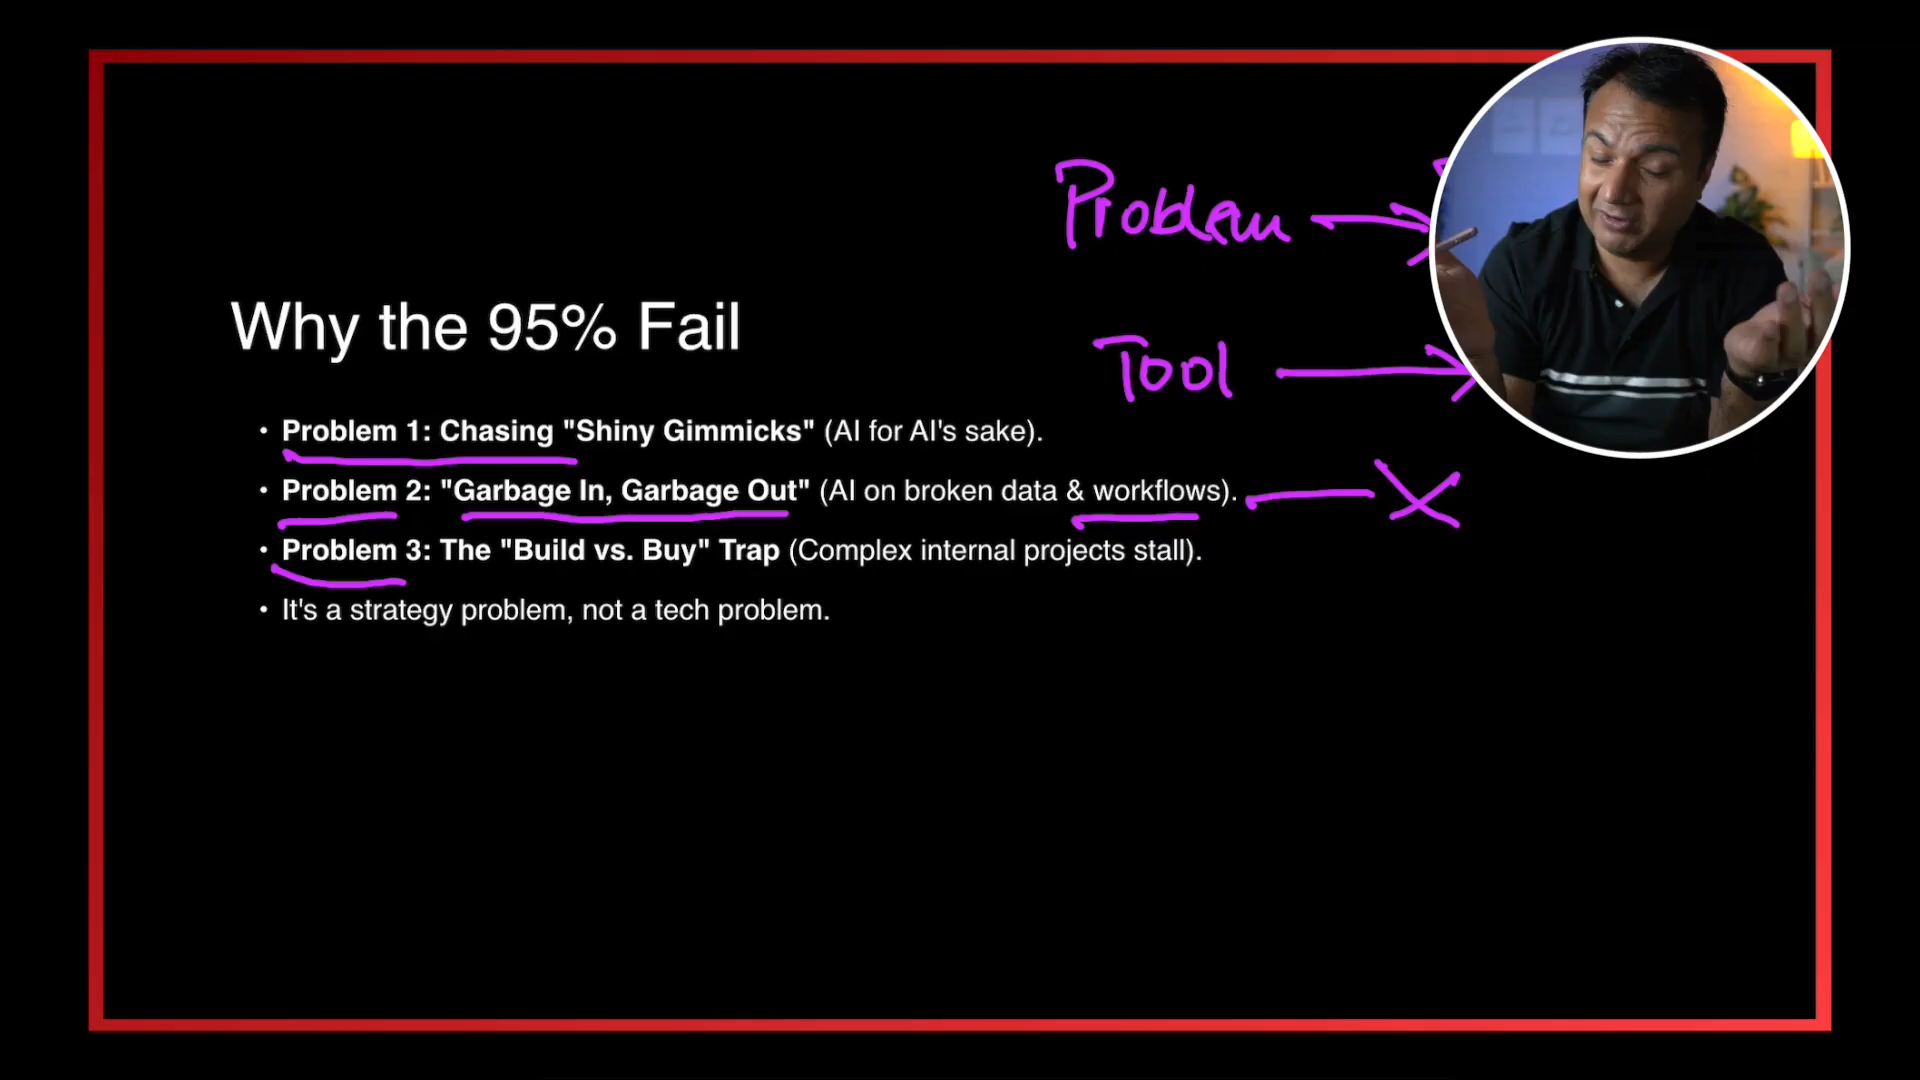 Problem
Tool
Why the 95% Fail
• Problem 1: Chasing "Shiny Gimmicks" (AI for AI's sake).
• Problem 2: "Garbage In, Garbage Out" (AI on broken data & workflows).
• Problem 3: The "Build vs. Buy" Trap (Complex internal projects stall).
• It's a strategy problem, not a tech problem.